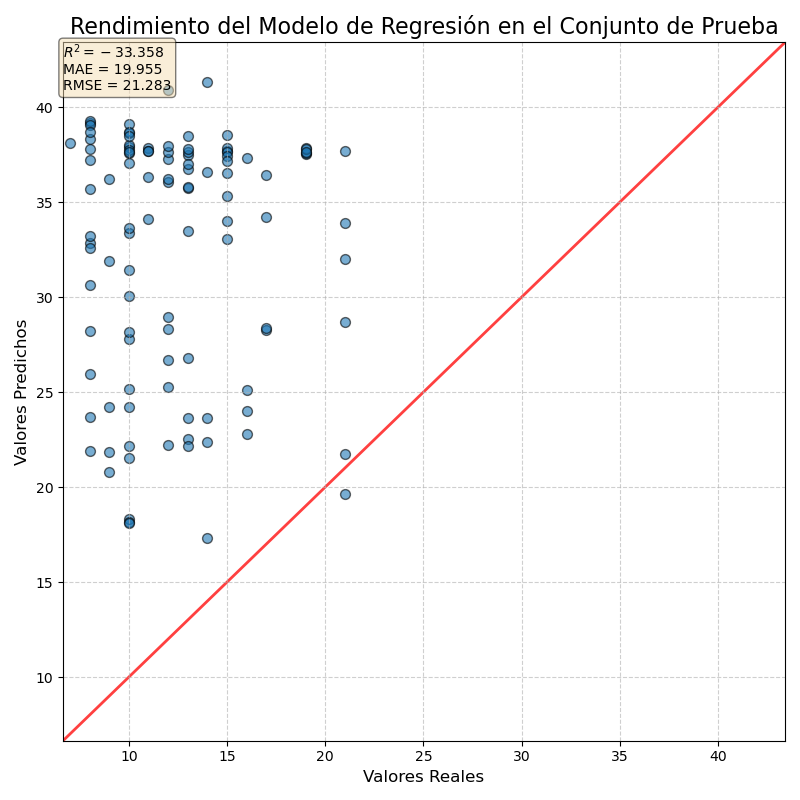 Rendimiento del Modelo de Regresión en el Conjunto de Prueba
R² = −33.358
MAE = 19.955
RMSE = 21.283
Valores Predichos
40
35
30
25
20
15
10
10 15 20 25 30 35 40
Valores Reales